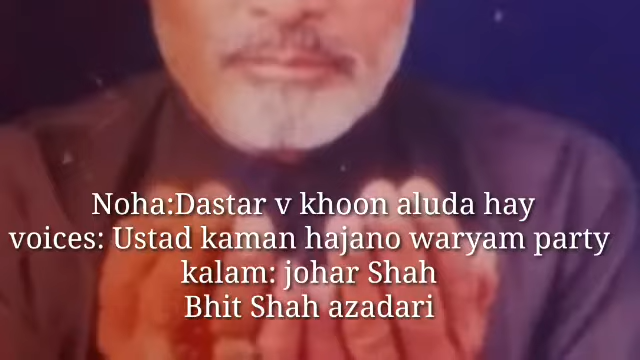 Noha:Dastar v khoon aluda hay
voices: Ustad kaman hajano waryam party
kalam: johar Shah
Bhit Shah azadari